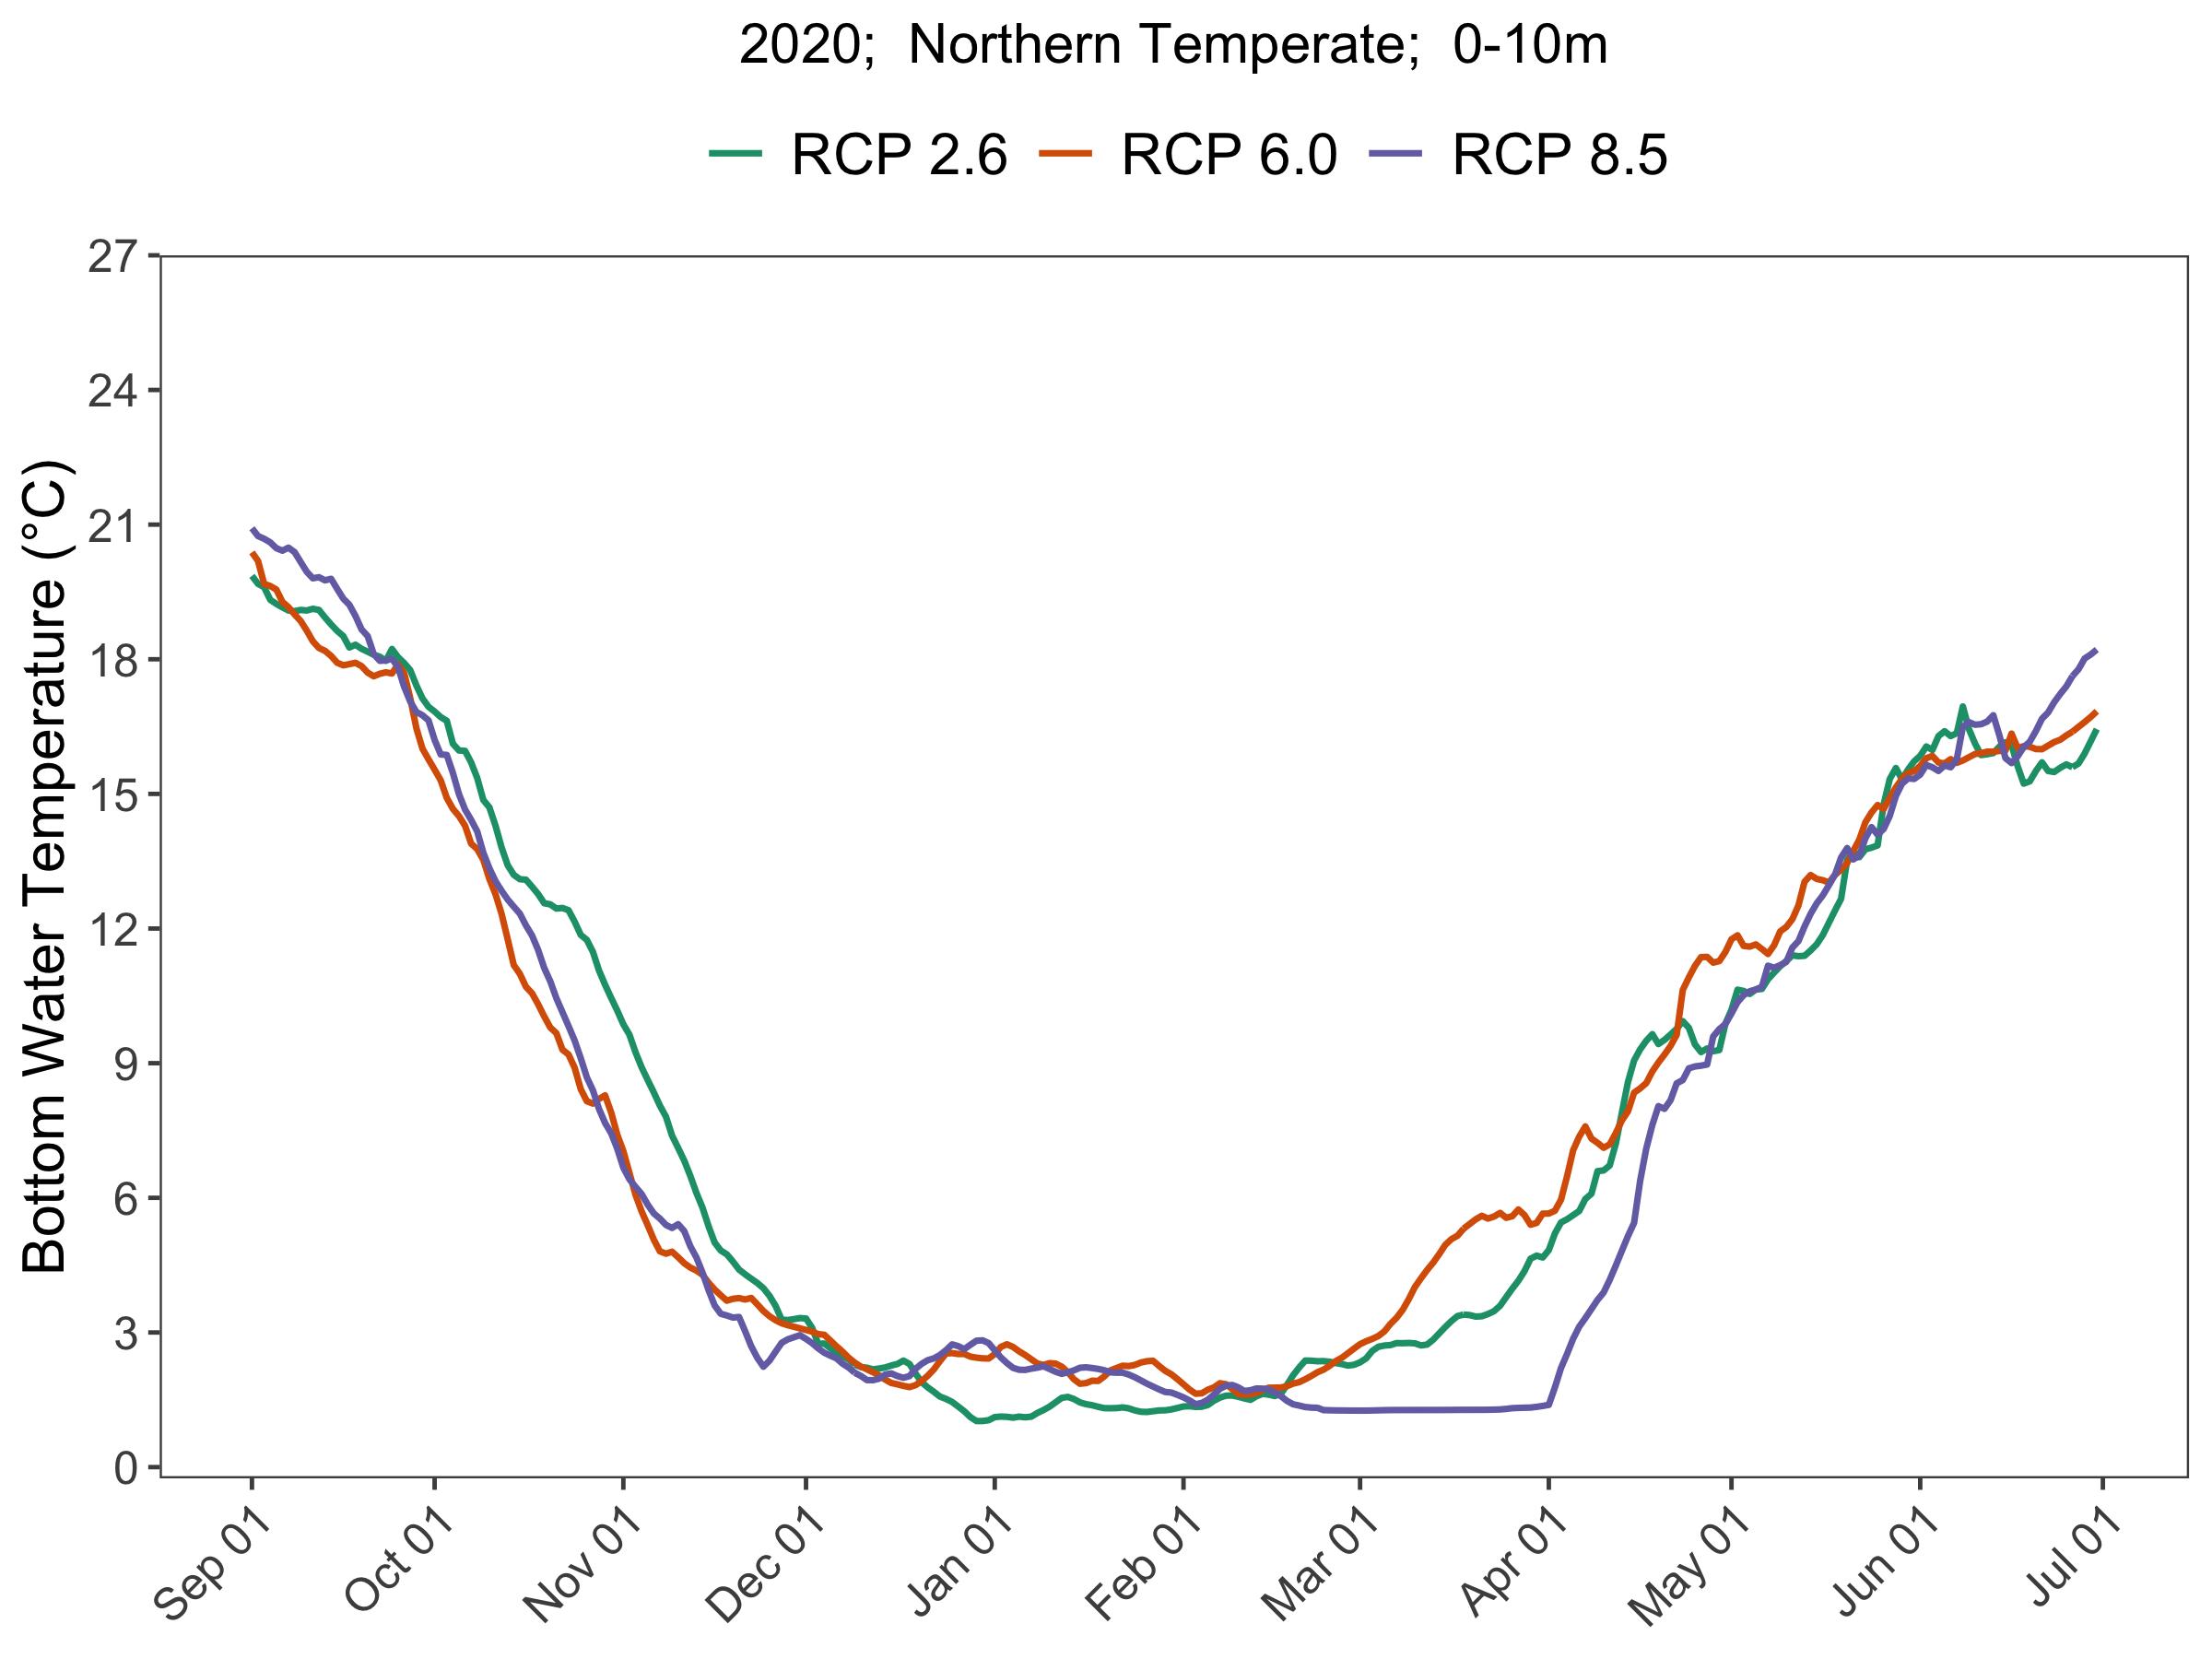 2020;  Northern Temperate;  0-10m
RCP 2.6 RCP 6.0 RCP 8.5
Bottom Water Temperature (°C)
27
24
21
18
15
12
9
6
3
0
Sep 01 Oct 01 Nov 01 Dec 01 Jan 01 Feb 01 Mar 01 Apr 01 May 01 Jun 01 Jul 01